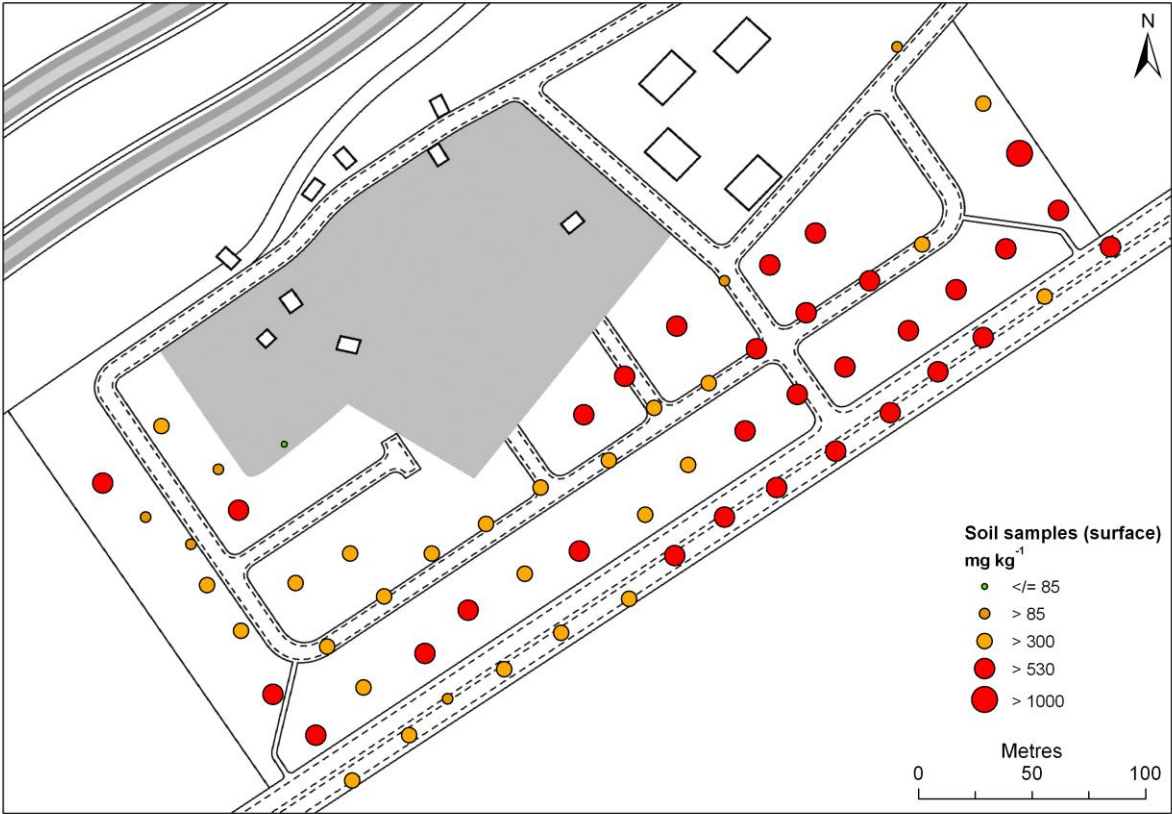 N
Soil samples (surface)
mg kg⁻¹
</= 85
> 85
> 300
> 530
> 1000
Metres
0 50 100